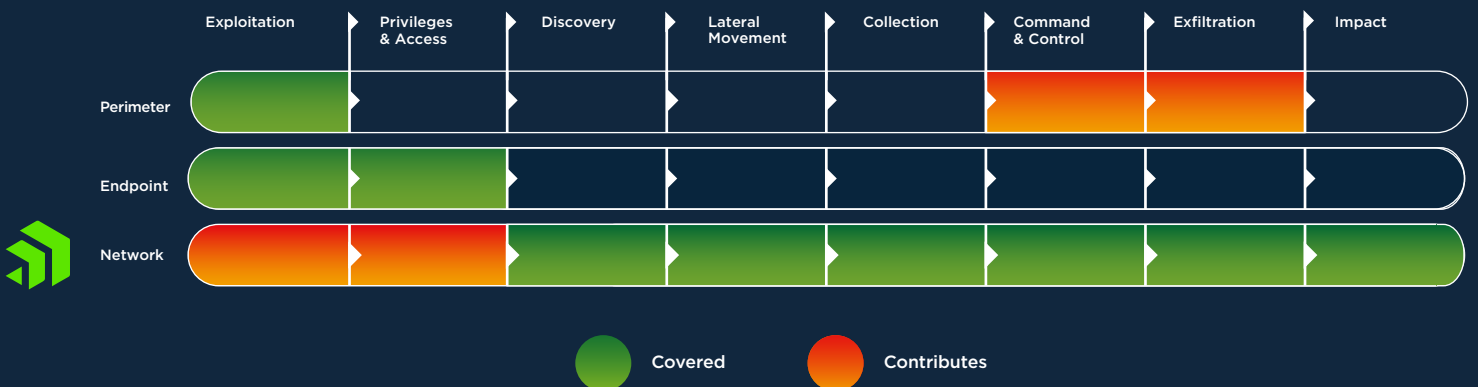 Exploitation
Privileges
& Access
Discovery
Lateral
Movement
Collection
Command
& Control
Exfiltration
Impact
Perimeter
Endpoint
Network
Covered
Contributes